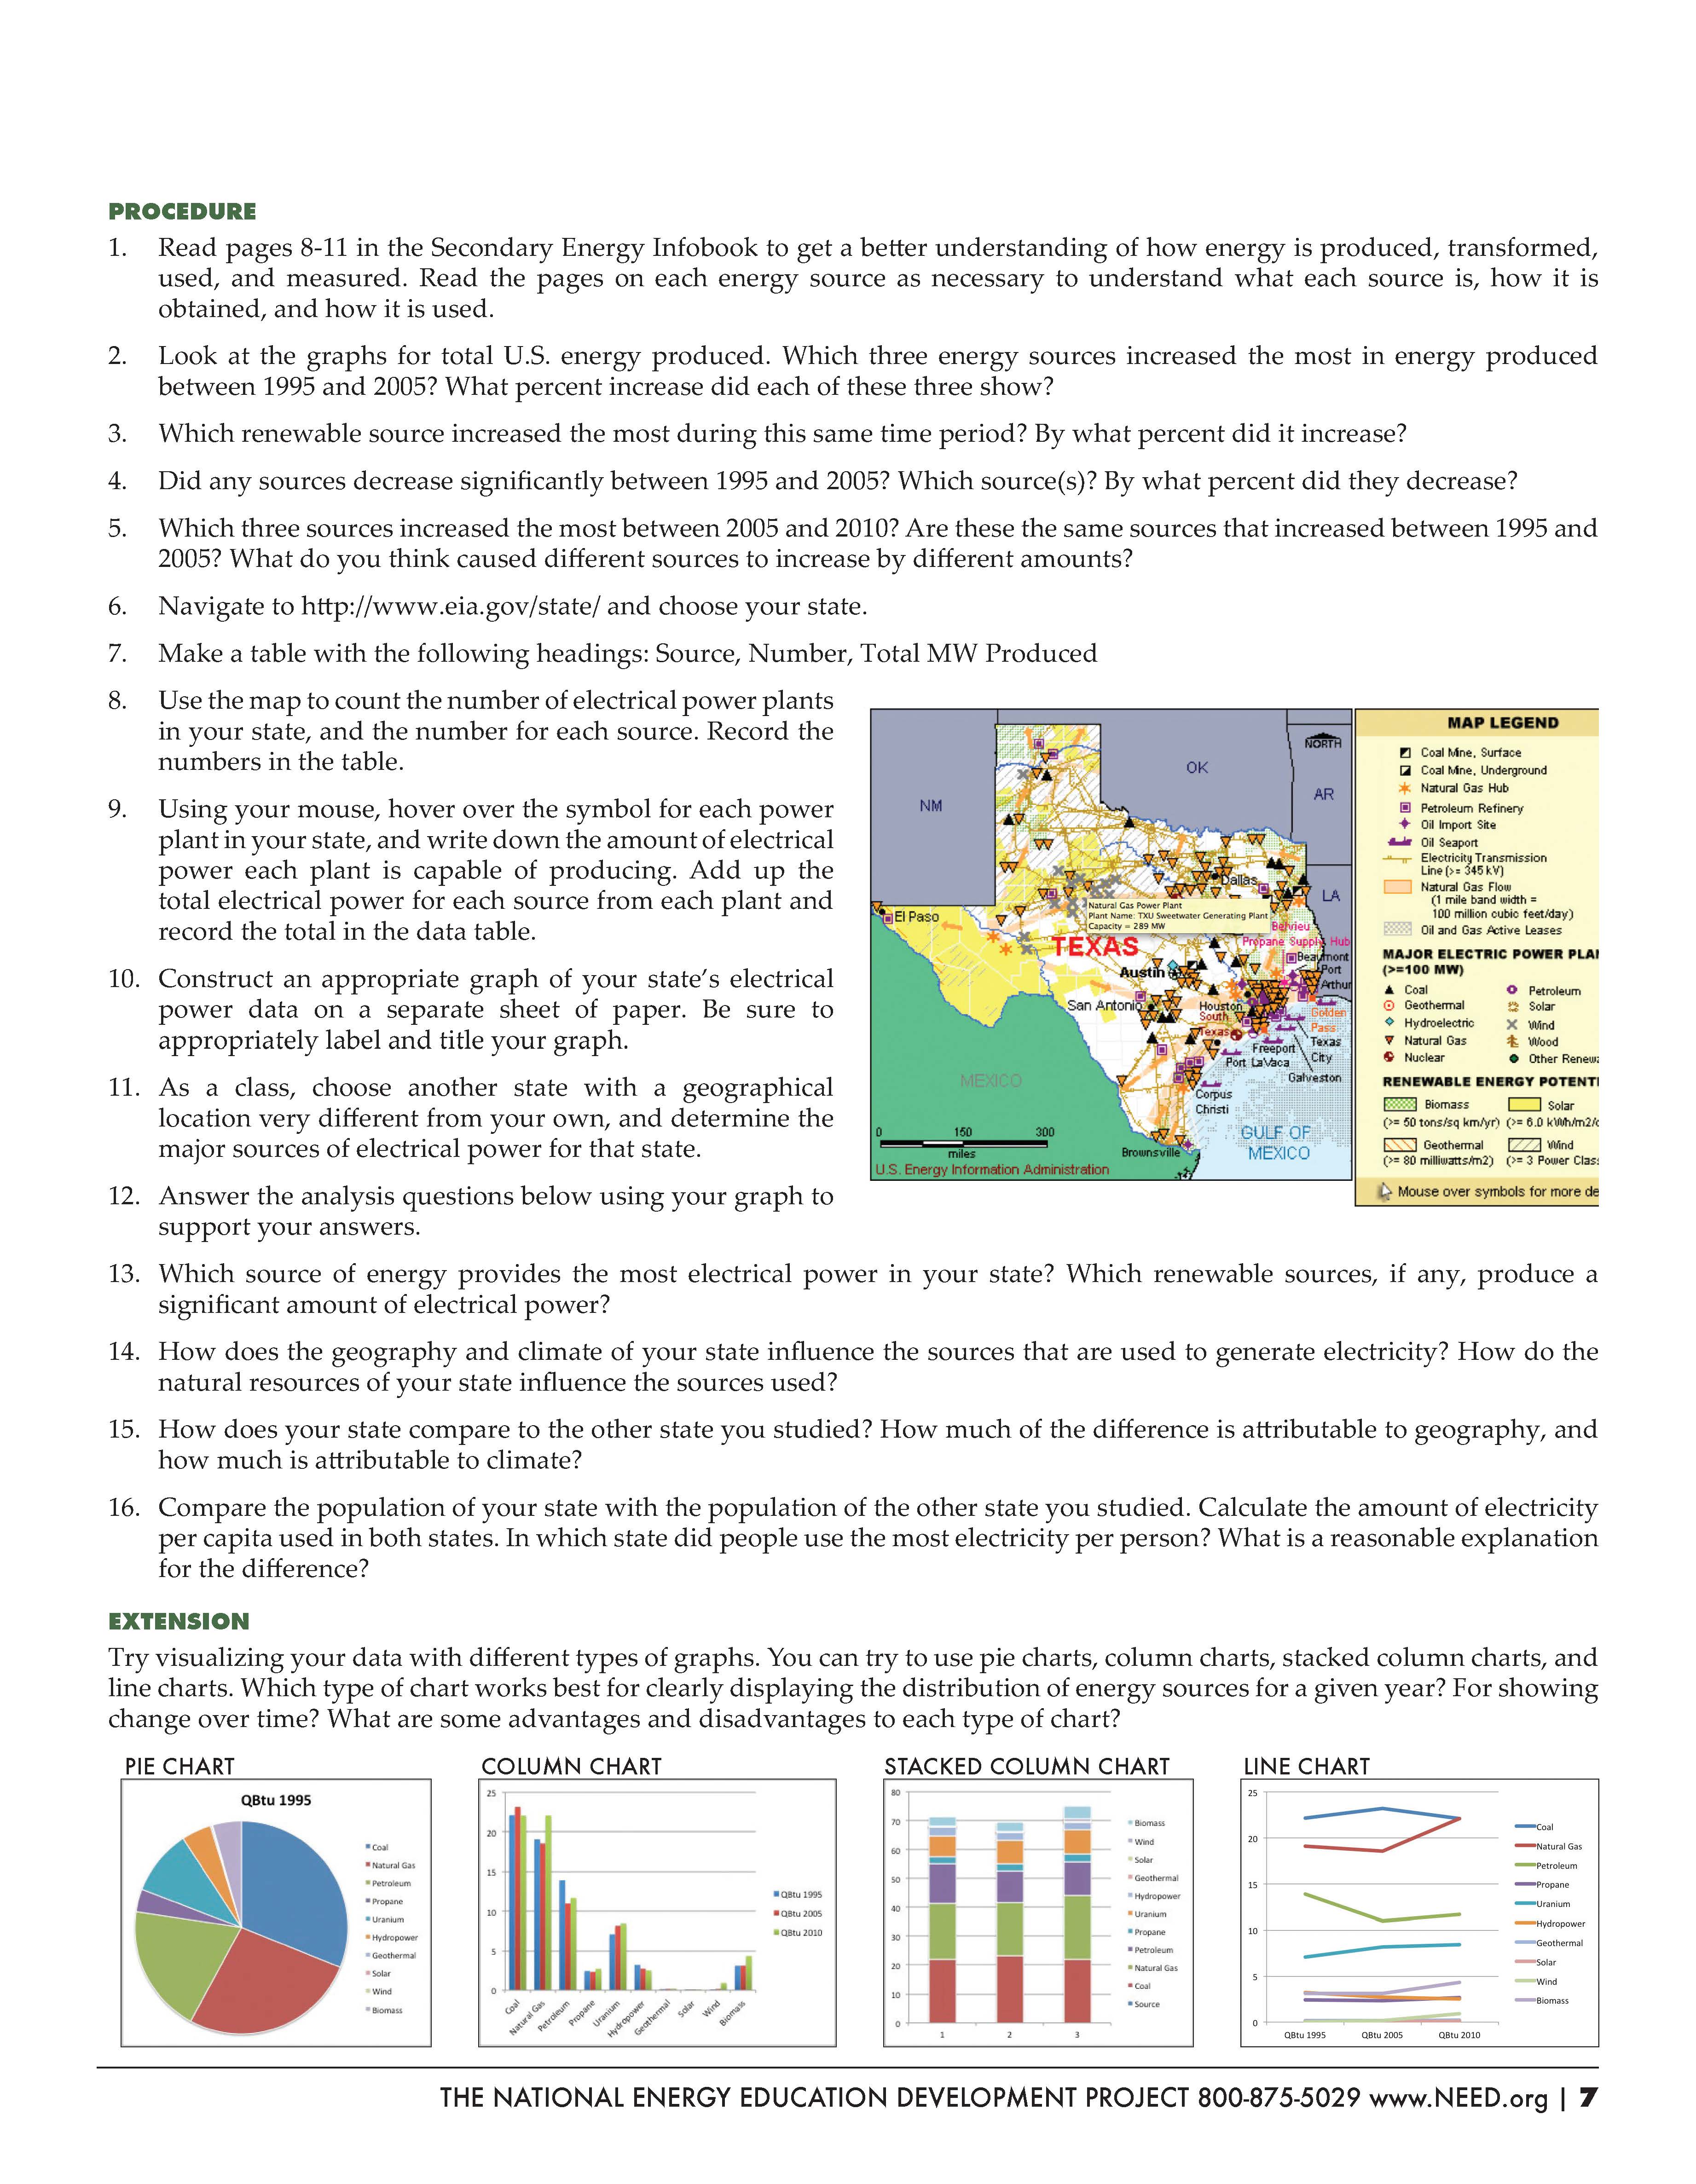 PROCEDURE
1. Read pages 8-11 in the Secondary Energy Infobook to get a better understanding of how energy is produced, transformed,
used, and measured. Read the pages on each energy source as necessary to understand what each source is, how it is
obtained, and how it is used.
2. Look at the graphs for total U.S. energy produced. Which three energy sources increased the most in energy produced
between 1995 and 2005? What percent increase did each of these three show?
3. Which renewable source increased the most during this same time period? By what percent did it increase?
4. Did any sources decrease significantly between 1995 and 2005? Which source(s)? By what percent did they decrease?
5. Which three sources increased the most between 2005 and 2010? Are these the same sources that increased between 1995 and
2005? What do you think caused different sources to increase by different amounts?
6. Navigate to http://www.eia.gov/state/ and choose your state.
7. Make a table with the following headings: Source, Number, Total MW Produced
8. Use the map to count the number of electrical power plants
in your state, and the number for each source. Record the
numbers in the table.
9. Using your mouse, hover over the symbol for each power
plant in your state, and write down the amount of electrical
power each plant is capable of producing. Add up the
total electrical power for each source from each plant and
record the total in the data table.
10. Construct an appropriate graph of your state's electrical
power data on a separate sheet of paper. Be sure to
appropriately label and title your graph.
11. As a class, choose another state with a geographical
location very different from your own, and determine the
major sources of electrical power for that state.
12. Answer the analysis questions below using your graph to
support your answers.
NORTH
OK
NM
AR
LA
Dallas
El Paso
Natural Gas Power Plant
Plant Name: TXU Sweetwater Generating Plant
Capacity = 289 MW
TEXAS
Belvieu
Propane Supply Hub
Beaumont
Port
Arthur
Austin
San Antonio
Houston
South
Texas
Golden
Pass
Freeport
Texas
City
Port LaVaca
Galveston
MEXICO
Corpus
Christi
GULF OF
MEXICO
Brownsville
0 150 300
miles
U.S. Energy Information Administration
MAP LEGEND
Coal Mine, Surface
Coal Mine, Underground
Natural Gas Hub
Petroleum Refinery
Oil Import Site
Oil Seaport
Electricity Transmission
Line (>= 345 kV)
Natural Gas Flow
(1 mile band width =
100 million cubic feet/day)
Oil and Gas Active Leases
MAJOR ELECTRIC POWER PLA
(>=100 MW)
Coal Petroleum
Geothermal Solar
Hydroelectric Wind
Natural Gas Wood
Nuclear Other Renew
RENEWABLE ENERGY POTENT
Biomass Solar
(>= 50 tons/sq km/yr) (>= 6.0 kWh/m2/
Geothermal Wind
(>= 80 milliwatts/m2) (>= 3 Power Clas
Mouse over symbols for more de
13. Which source of energy provides the most electrical power in your state? Which renewable sources, if any, produce a
significant amount of electrical power?
14. How does the geography and climate of your state influence the sources that are used to generate electricity? How do the
natural resources of your state influence the sources used?
15. How does your state compare to the other state you studied? How much of the difference is attributable to geography, and
how much is attributable to climate?
16. Compare the population of your state with the population of the other state you studied. Calculate the amount of electricity
per capita used in both states. In which state did people use the most electricity per person? What is a reasonable explanation
for the difference?
EXTENSION
Try visualizing your data with different types of graphs. You can try to use pie charts, column charts, stacked column charts, and
line charts. Which type of chart works best for clearly displaying the distribution of energy sources for a given year? For showing
change over time? What are some advantages and disadvantages to each type of chart?
PIE CHART
QBtu 1995
Coal
Natural Gas
Petroleum
Propane
Uranium
Hydropower
Geothermal
Solar
Wind
Biomass
COLUMN CHART
25
20
15
10
5
0
Coal
Natural Gas
Petroleum
Propane
Uranium
Hydropower
Geothermal
Solar
Wind
Biomass
QBtu 1995
QBtu 2005
QBtu 2010
STACKED COLUMN CHART
80
70
60
50
40
30
20
10
0
1 2 3
Biomass
Wind
Solar
Geothermal
Hydropower
Uranium
Propane
Petroleum
Natural Gas
Coal
Source
LINE CHART
25
20
15
10
5
0
QBtu 1995 QBtu 2005 QBtu 2010
Coal
Natural Gas
Petroleum
Propane
Uranium
Hydropower
Geothermal
Solar
Wind
Biomass
THE NATIONAL ENERGY EDUCATION DEVELOPMENT PROJECT 800-875-5029 www.NEED.org | 7